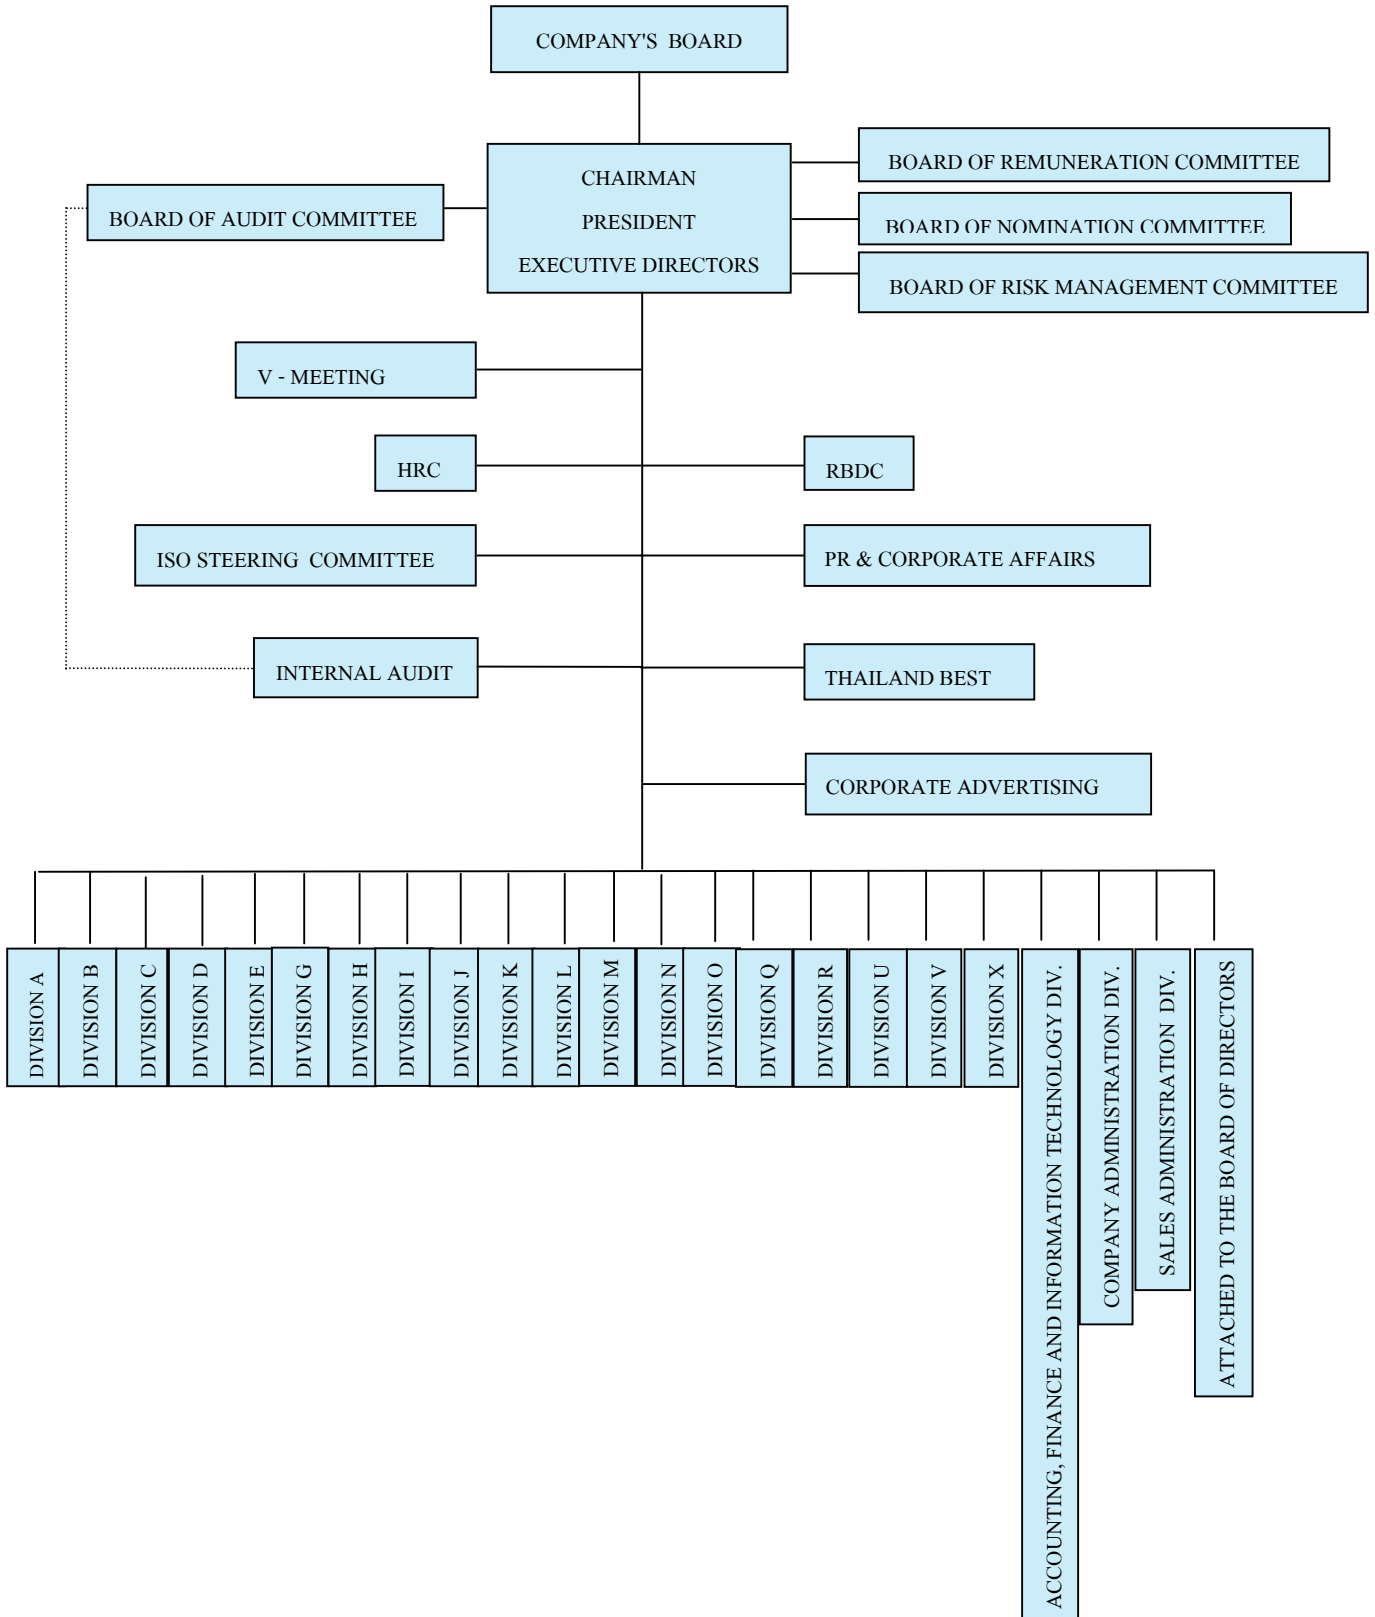 COMPANY'S  BOARD
BOARD OF REMUNERATION COMMITTEE
CHAIRMAN
PRESIDENT
EXECUTIVE DIRECTORS
BOARD OF AUDIT COMMITTEE
BOARD OF NOMINATION COMMITTEE
BOARD OF RISK MANAGEMENT COMMITTEE
V - MEETING
HRC
RBDC
ISO STEERING  COMMITTEE
PR & CORPORATE AFFAIRS
INTERNAL AUDIT
THAILAND BEST
CORPORATE ADVERTISING
DIVISION A
DIVISION B
DIVISION C
DIVISION D
DIVISION E
DIVISION G
DIVISION H
DIVISION I
DIVISION J
DIVISION K
DIVISION L
DIVISION M
DIVISION N
DIVISION O
DIVISION Q
DIVISION R
DIVISION U
DIVISION V
DIVISION X
ACCOUNTING, FINANCE AND INFORMATION TECHNOLOGY DIV.
COMPANY ADMINISTRATION DIV.
SALES ADMINISTRATION  DIV.
ATTACHED TO THE BOARD OF DIRECTORS